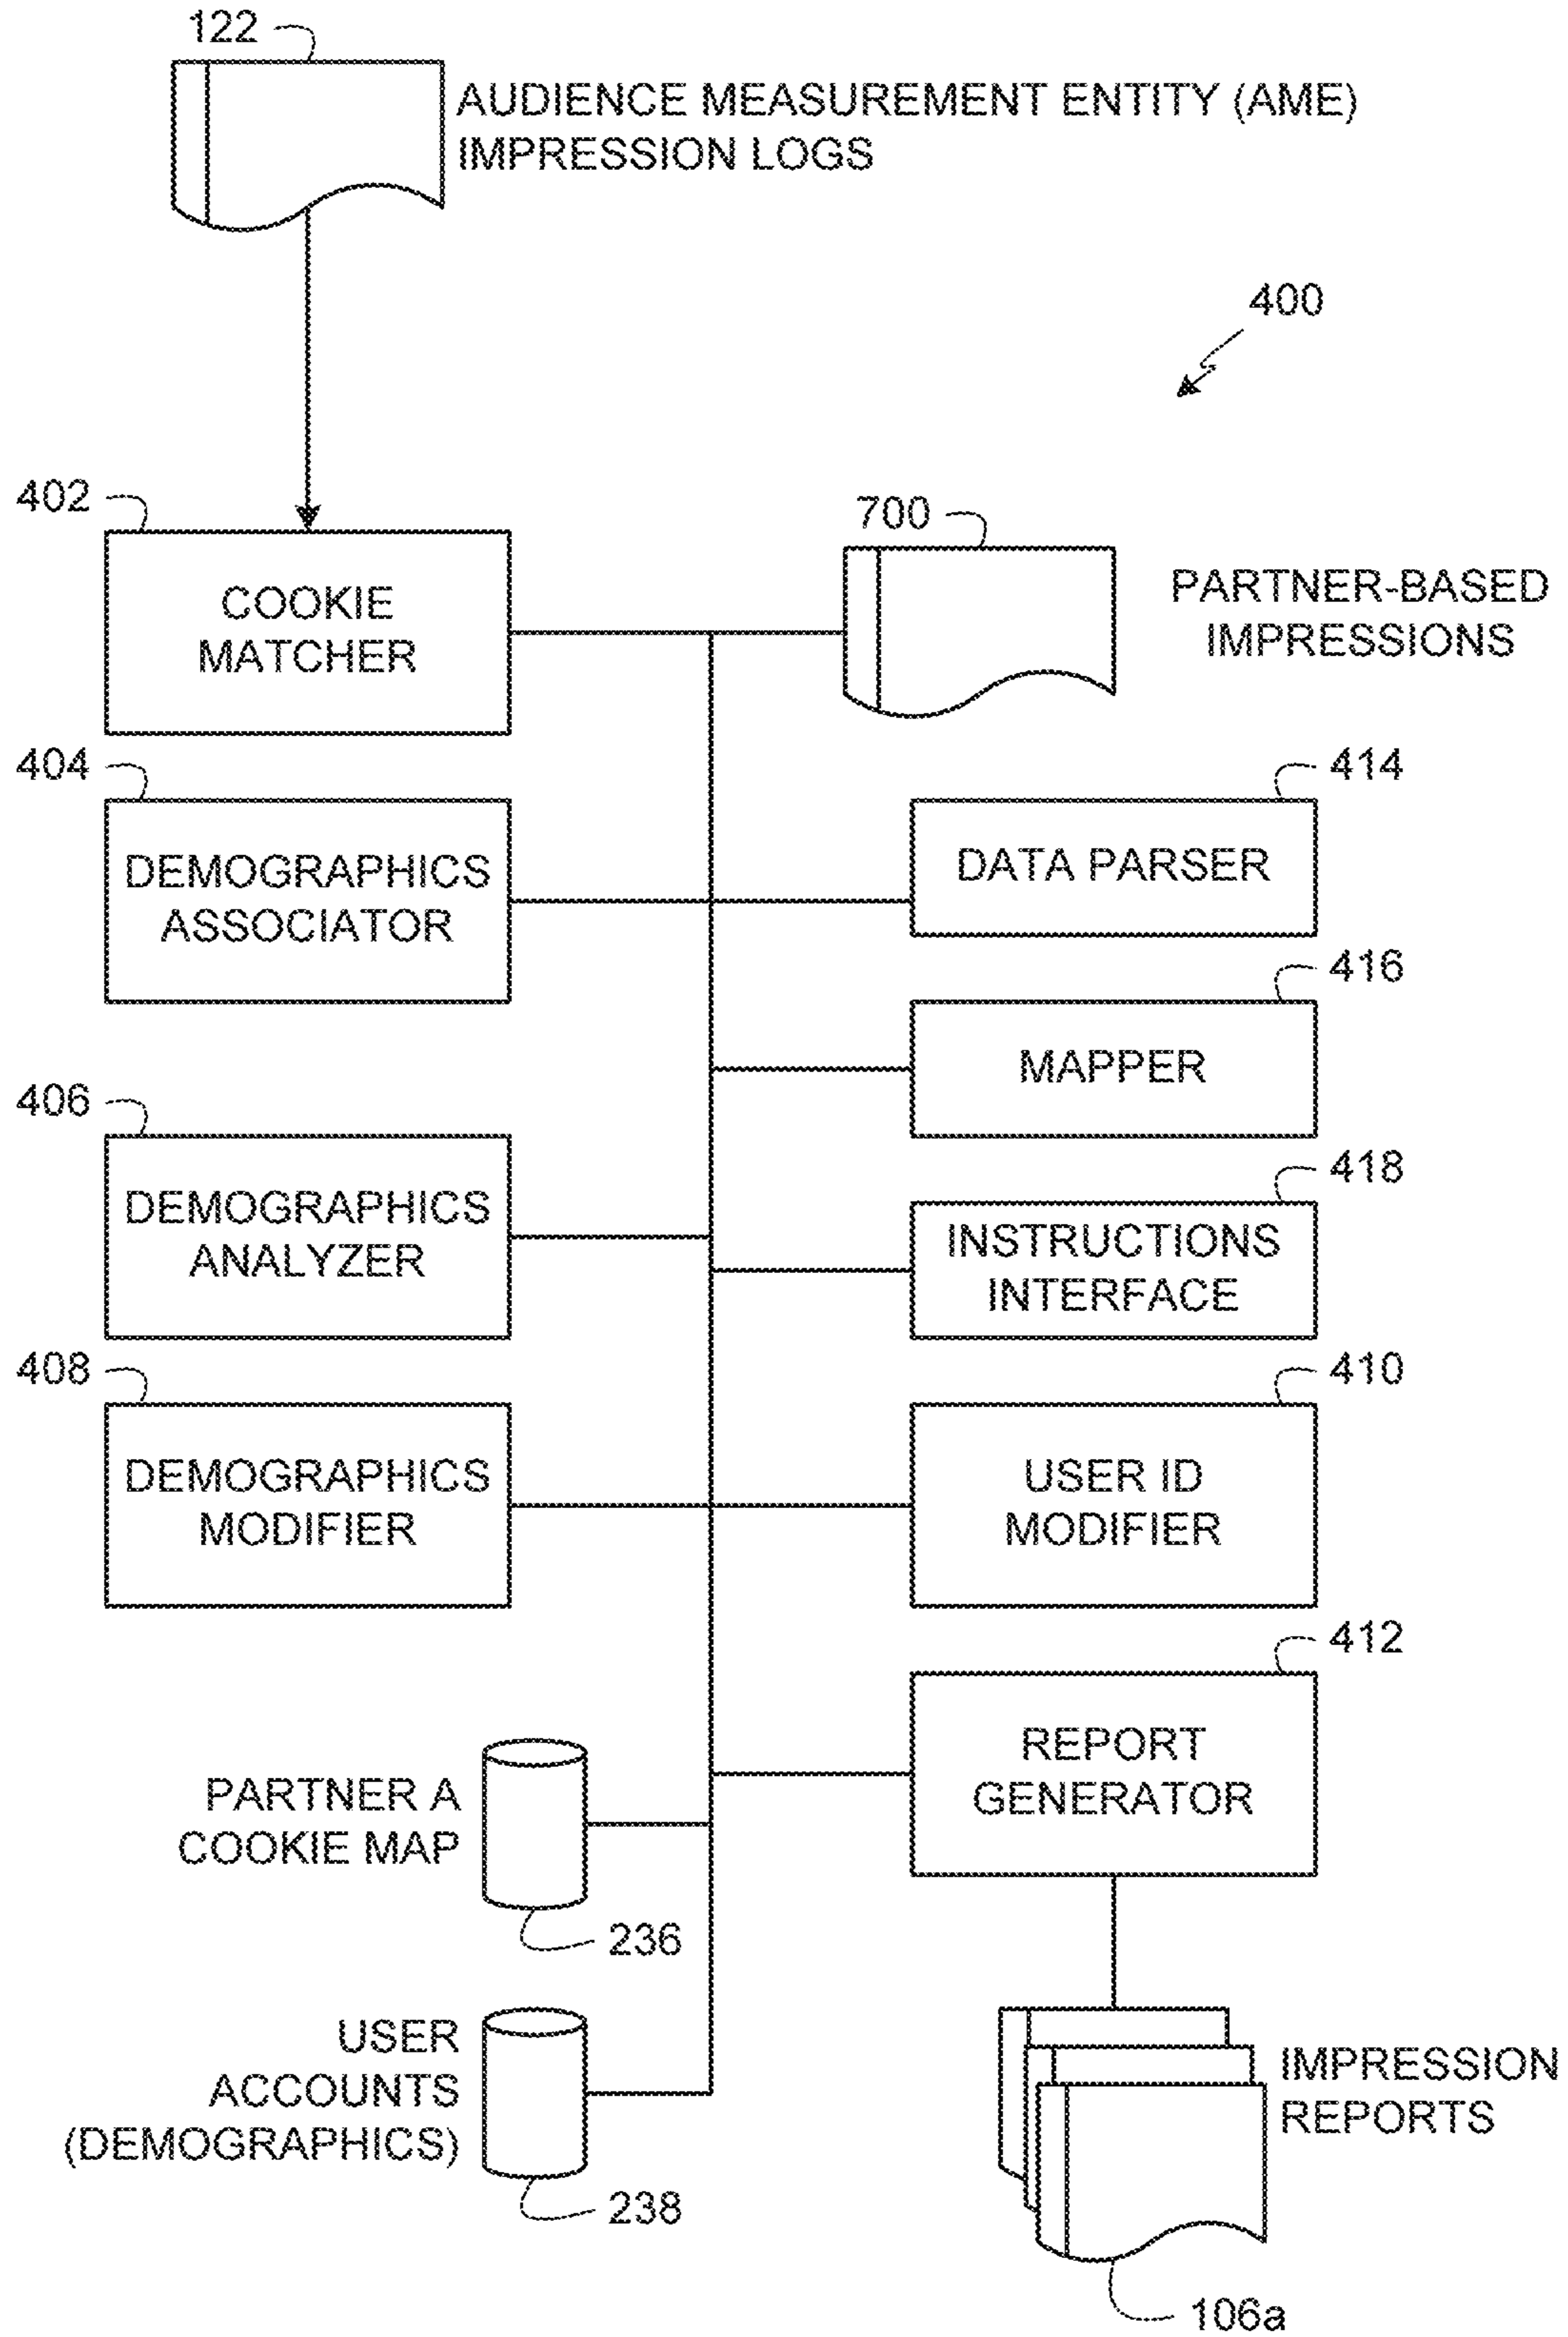 122
AUDIENCE MEASUREMENT ENTITY (AME)
IMPRESSION LOGS
400
402
COOKIE
MATCHER
700
PARTNER-BASED
IMPRESSIONS
404
DEMOGRAPHICS
ASSOCIATOR
414
DATA PARSER
416
MAPPER
406
DEMOGRAPHICS
ANALYZER
418
INSTRUCTIONS
INTERFACE
408
DEMOGRAPHICS
MODIFIER
410
USER ID
MODIFIER
412
REPORT
GENERATOR
PARTNER A
COOKIE MAP
236
USER
ACCOUNTS
(DEMOGRAPHICS)
238
IMPRESSION
REPORTS
106a